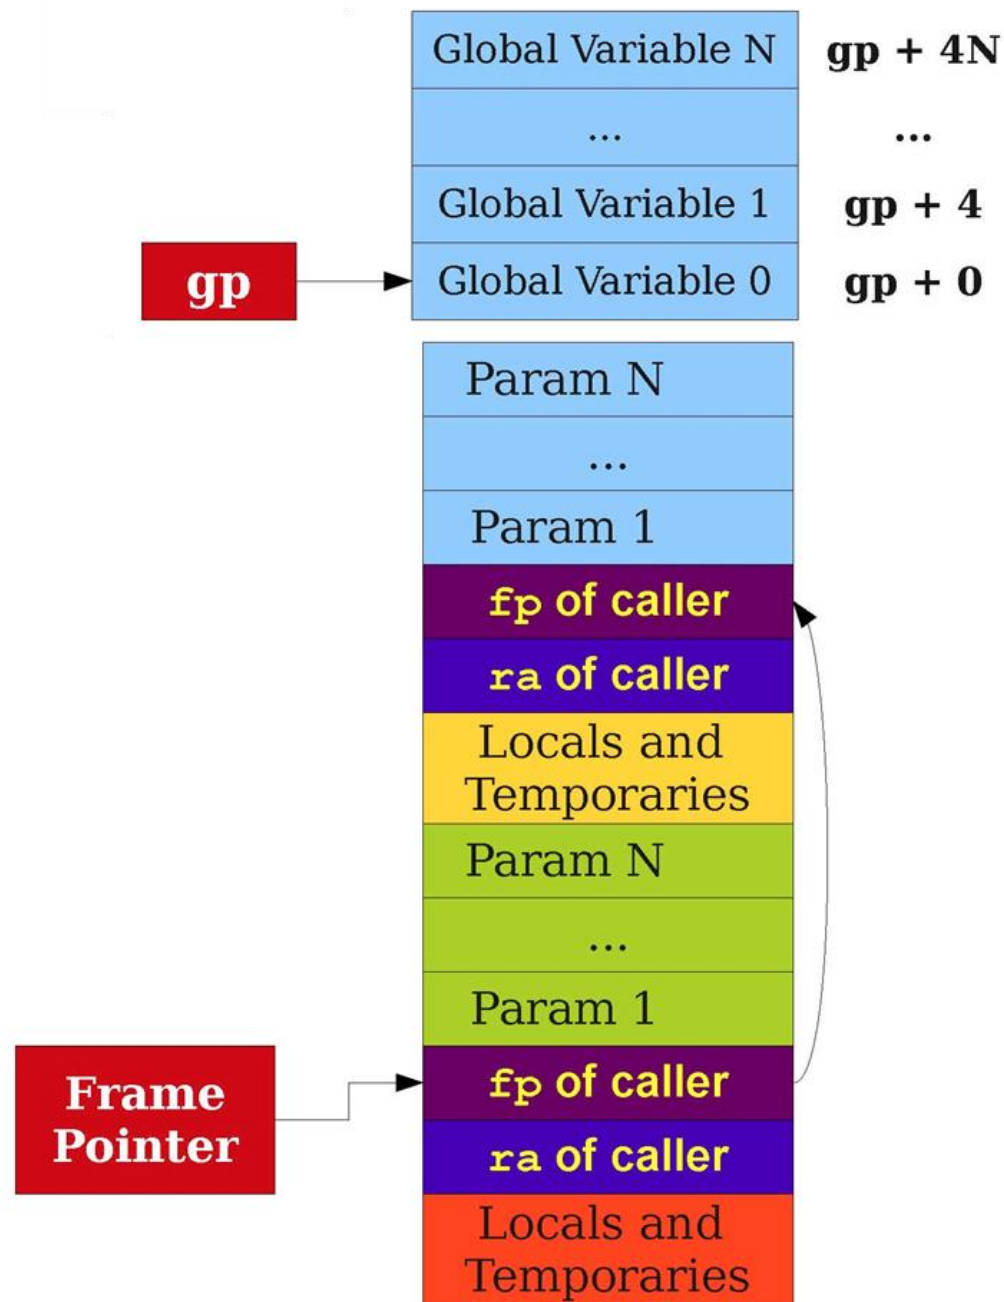 Global Variable N gp + 4N
... ...
Global Variable 1 gp + 4
gp Global Variable 0 gp + 0
Param N
...
Param 1
fp of caller
ra of caller
Locals and
Temporaries
Param N
...
Param 1
Frame
Pointer
fp of caller
ra of caller
Locals and
Temporaries